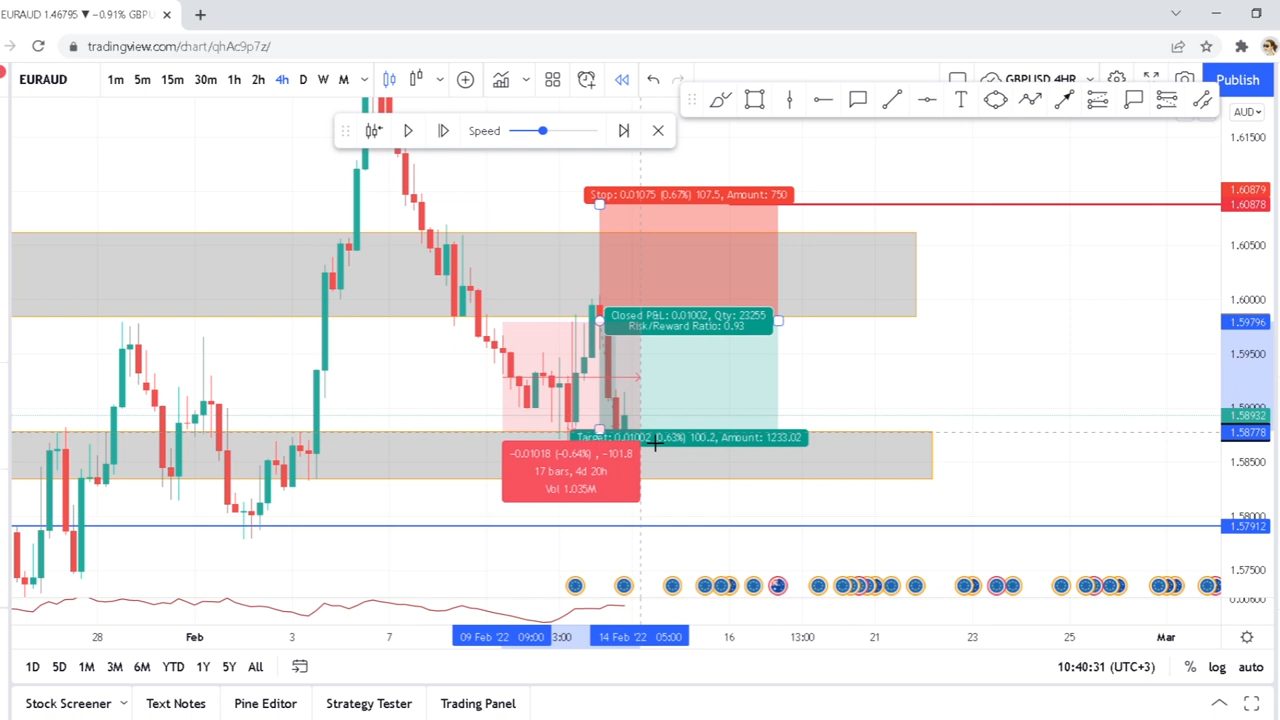 EURAUD 1.46795 ▼ −0.91% GBPU
tradingview.com/chart/qhAc9p7z/
EURAUD 1m 5m 15m 30m 1h 2h 4h D W M GBPUSD 4HR Publish
Speed
AUD
1.61500
Stop: 0.01075 (0.67%) 107.5, Amount: 750
1.60879
1.60878
1.60500
1.60000
Closed P&L: 0.01002, Qty: 23255
Risk/Reward Ratio: 0.93
1.59796
1.59500
1.59000
1.58932
Target: 0.01002 (0.63%) 100.2, Amount: 1233.02
1.58778
−0.01018 (−0.64%) , −101.8
17 bars, 4d 20h
Vol 1.035M
1.58500
1.58000
1.57912
1.57500
0.00600
28 Feb 3 7 09 Feb '22 09:00 3:00 14 Feb '22 05:00 16 13:00 21 23 25 Mar
1D 5D 1M 3M 6M YTD 1Y 5Y All 10:40:31 (UTC+3) % log auto
Stock Screener Text Notes Pine Editor Strategy Tester Trading Panel